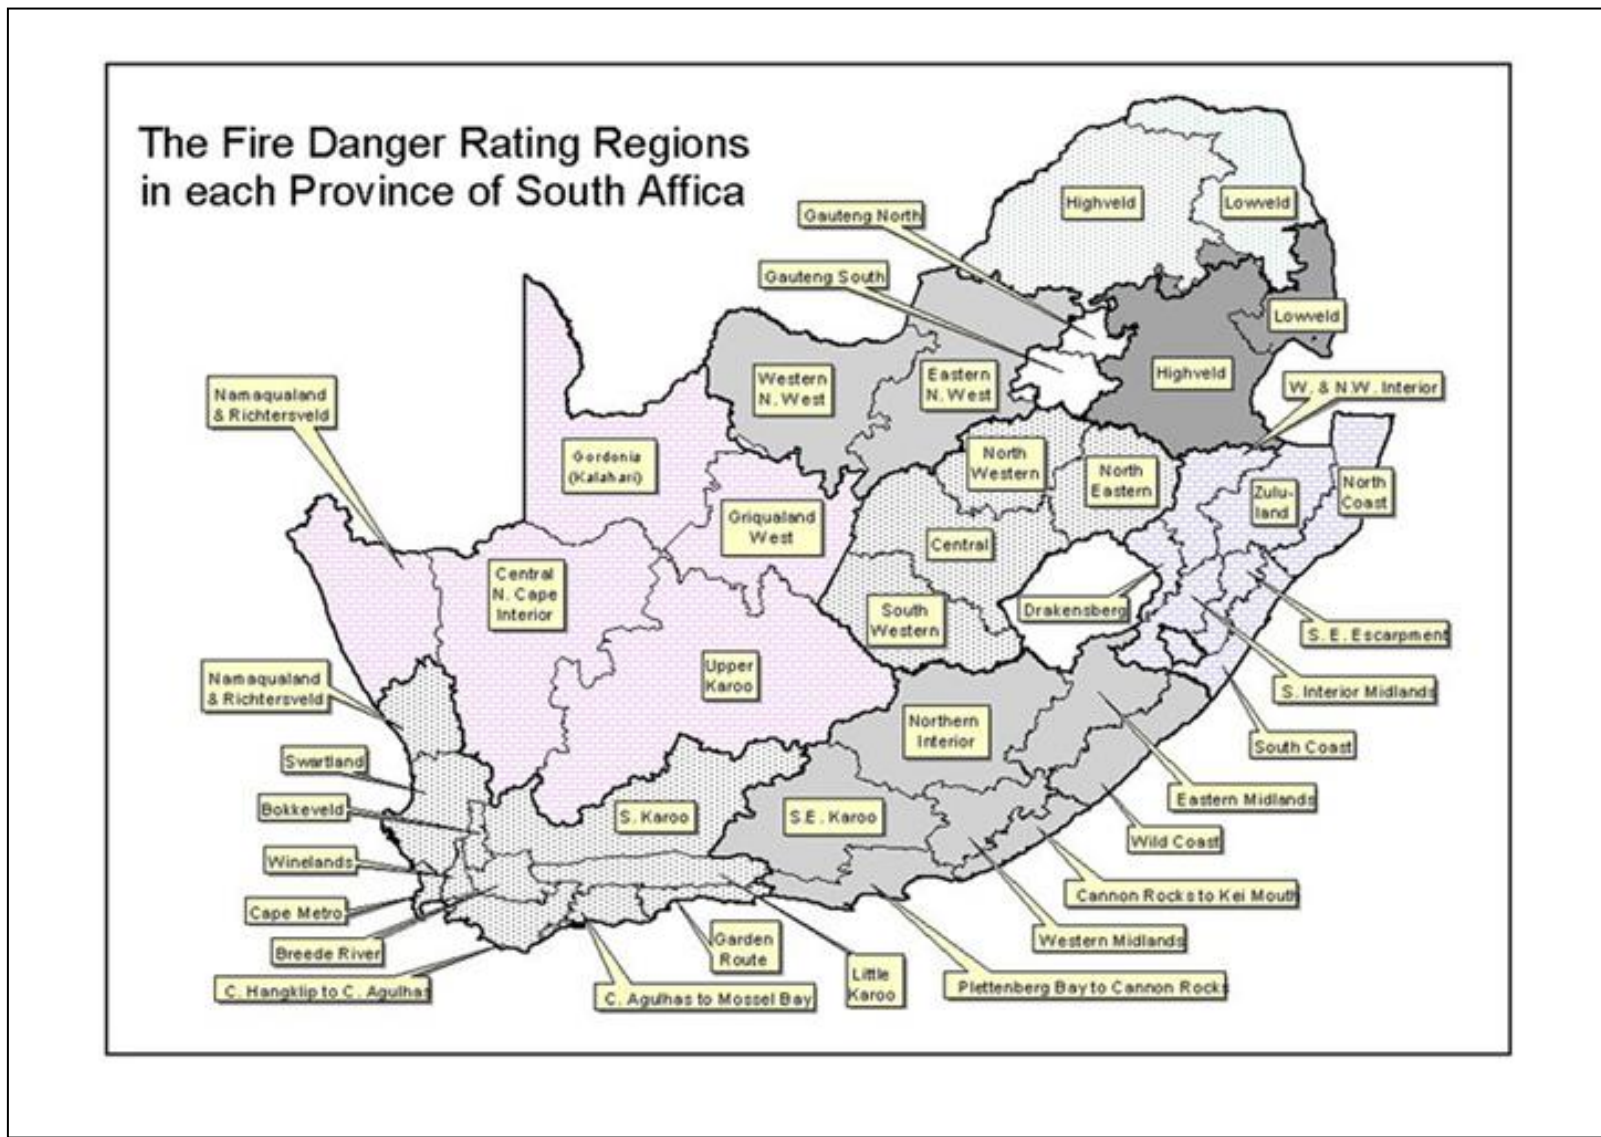 The Fire Danger Rating Regions
in each Province of South Affica
Highveld
Lowveld
Gauteng North
Gauteng South
Lowveld
Highveld
Western
N. West
Eastern
N. West
W. & N.W. Interior
Namaqualand
& Richtersveld
Gordonia
(Kalahari)
North
Western
North
Eastern
Zulu-
land
North
Coast
Griqualand
West
Central
Central
N. Cape
Interior
South
Western
Drakensberg
S. E. Escarpment
Upper
Karoo
Namaqualand
& Richtersveld
S. Interior Midlands
Northern
Interior
South Coast
Swartland
Eastern Midlands
Bokkeveld
S. Karoo
S.E. Karoo
Wild Coast
Winelands
Cannon Rocks to Kei Mouth
Cape Metro
Western Midlands
Breede River
Garden
Route
Little
Karoo
Plettenberg Bay to Cannon Rocks
C. Hangklip to C. Agulhas
C. Agulhas to Mossel Bay